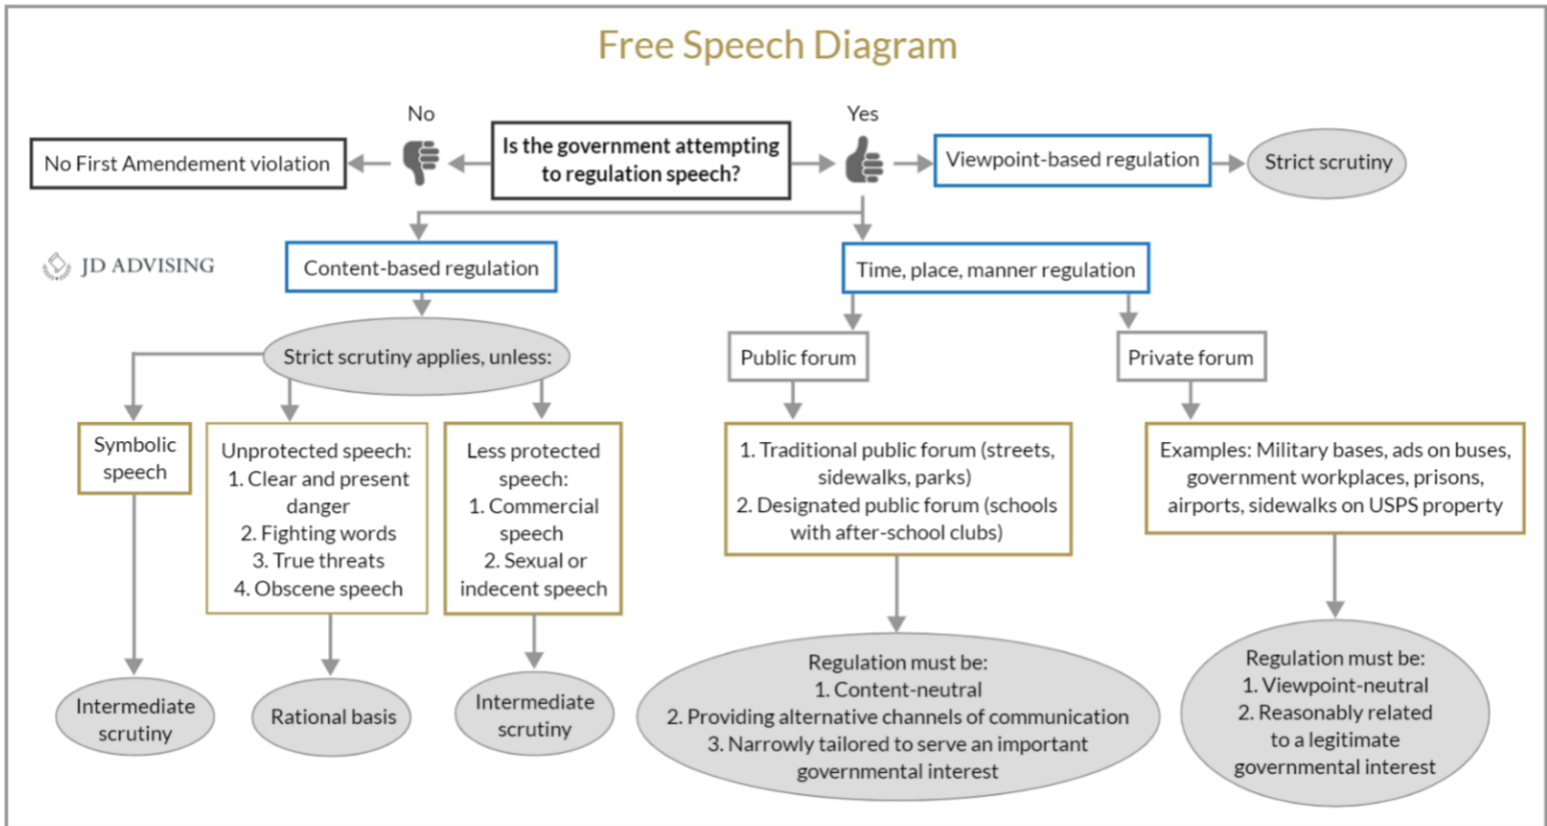 Free Speech Diagram
No
Yes
No First Amendement violation
Is the government attempting
to regulation speech?
Viewpoint-based regulation
Strict scrutiny
JD ADVISING
Content-based regulation
Time, place, manner regulation
Strict scrutiny applies, unless:
Public forum
Private forum
Symbolic
speech
Unprotected speech:
1. Clear and present
danger
2. Fighting words
3. True threats
4. Obscene speech
Less protected
speech:
1. Commercial
speech
2. Sexual or
indecent speech
1. Traditional public forum (streets,
sidewalks, parks)
2. Designated public forum (schools
with after-school clubs)
Examples: Military bases, ads on buses,
government workplaces, prisons,
airports, sidewalks on USPS property
Intermediate
scrutiny
Rational basis
Intermediate
scrutiny
Regulation must be:
1. Content-neutral
2. Providing alternative channels of communication
3. Narrowly tailored to serve an important
governmental interest
Regulation must be:
1. Viewpoint-neutral
2. Reasonably related
to a legitimate
governmental interest